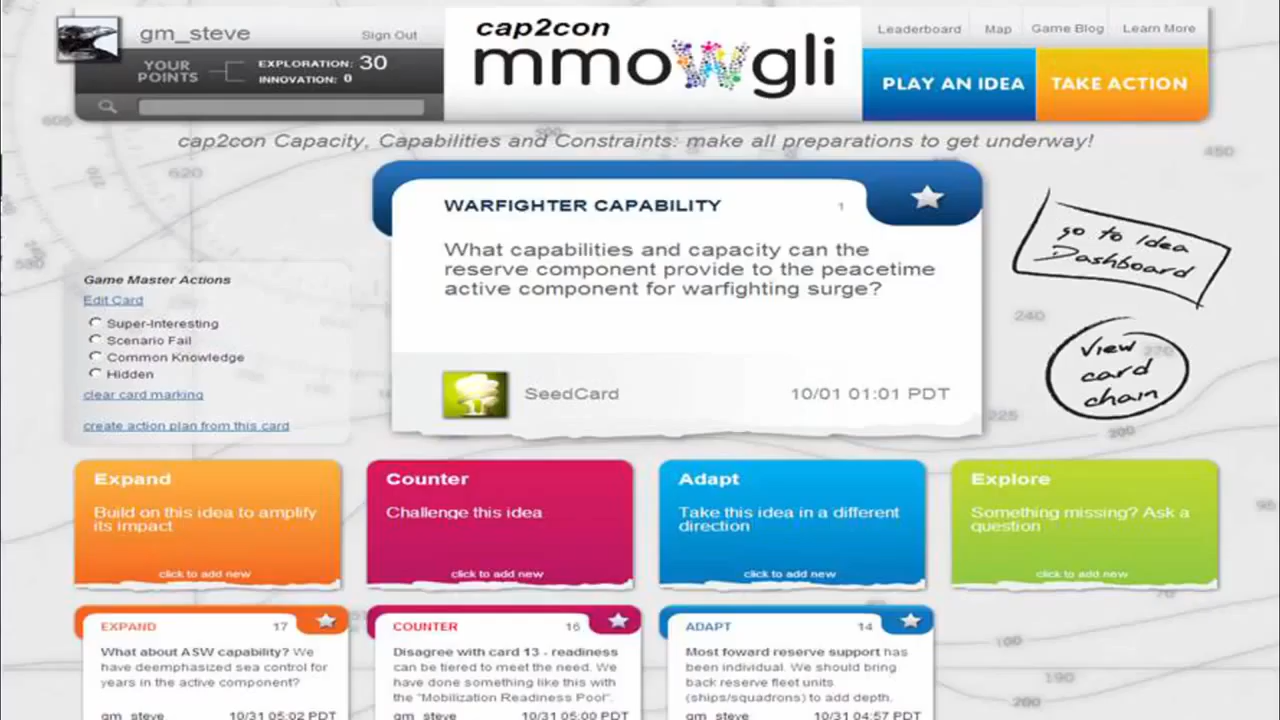 gm_steve
Sign Out
YOUR POINTS
EXPLORATION: 30
INNOVATION: 0
cap2con
mmowgli
Leaderboard Map Game Blog Learn More
PLAY AN IDEA TAKE ACTION
cap2con Capacity, Capabilities and Constraints: make all preparations to get underway!
WARFIGHTER CAPABILITY 1
What capabilities and capacity can the
reserve component provide to the peacetime
active component for warfighting surge?
SeedCard 10/01 01:01 PDT
go to Idea
Dashboard
View
card
chain
Game Master Actions
Edit Card
Super-Interesting
Scenario Fail
Common Knowledge
Hidden
clear card marking
create action plan from this card
Expand
Build on this idea to amplify
its impact
click to add new
Counter
Challenge this idea
click to add new
Adapt
Take this idea in a different
direction
click to add new
Explore
Something missing? Ask a
question
click to add new
EXPAND 17
What about ASW capability? We
have deemphasized sea control for
years in the active component?
gm_steve 10/31 05:02 PDT
COUNTER 16
Disagree with card 13 - readiness
can be tiered to meet the need. We
have done something like this with
the "Mobilization Readiness Pool".
gm_steve 10/31 05:00 PDT
ADAPT 14
Most foward reserve support has
been individual. We should bring
back reserve fleet units
(ships/squadrons) to add depth.
gm_steve 10/31 04:57 PDT
620
530
450
240
225
200
100
190
200